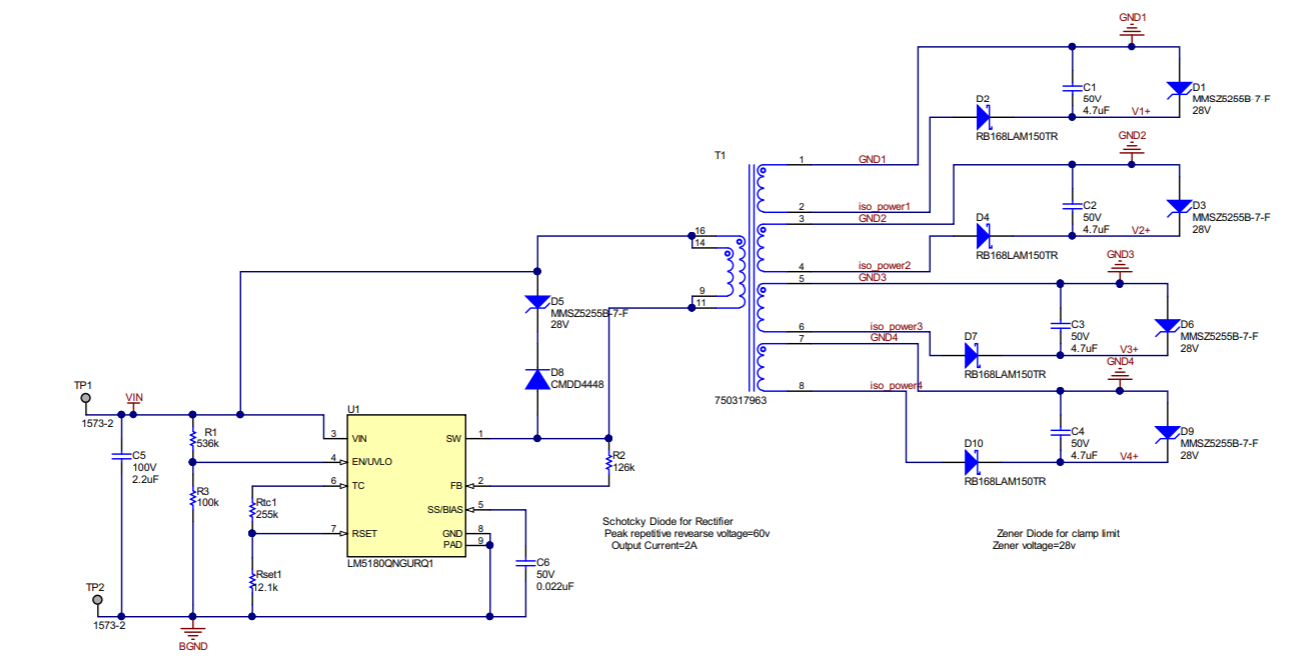 GND1
D2
RB168LAM150TR
C1
50V
4.7uF
V1+
D1
MMSZ5255B-7-F
28V
GND2
T1
1
GND1
2
iso_power1
3
GND2
D4
RB168LAM150TR
C2
50V
4.7uF
V2+
D3
MMSZ5255B-7-F
28V
16
14
9
11
4
iso_power2
5
GND3
GND3
6
iso_power3
7
GND4
D7
RB168LAM150TR
C3
50V
4.7uF
V3+
D6
MMSZ5255B-7-F
28V
GND4
8
iso_power4
750317963
D10
RB168LAM150TR
C4
50V
4.7uF
V4+
D9
MMSZ5255B-7-F
28V
D5
MMSZ5255B-7-F
28V
D8
CMDD4448
TP1
1573-2
VIN
C5
100V
2.2uF
R1
536k
R3
100k
Rtc1
255k
Rset1
12.1k
U1
3
VIN
4
EN/UVLO
6
TC
7
RSET
SW
1
FB
2
SS/BIAS
5
GND
8
PAD
9
LM5180QNGURQ1
R2
126k
C6
50V
0.022uF
TP2
1573-2
BGND
Schotcky Diode for Rectifier
Peak repetitive revearse voltage=60v
Output Current=2A
Zener Diode for clamp limit
Zener voltage=28v